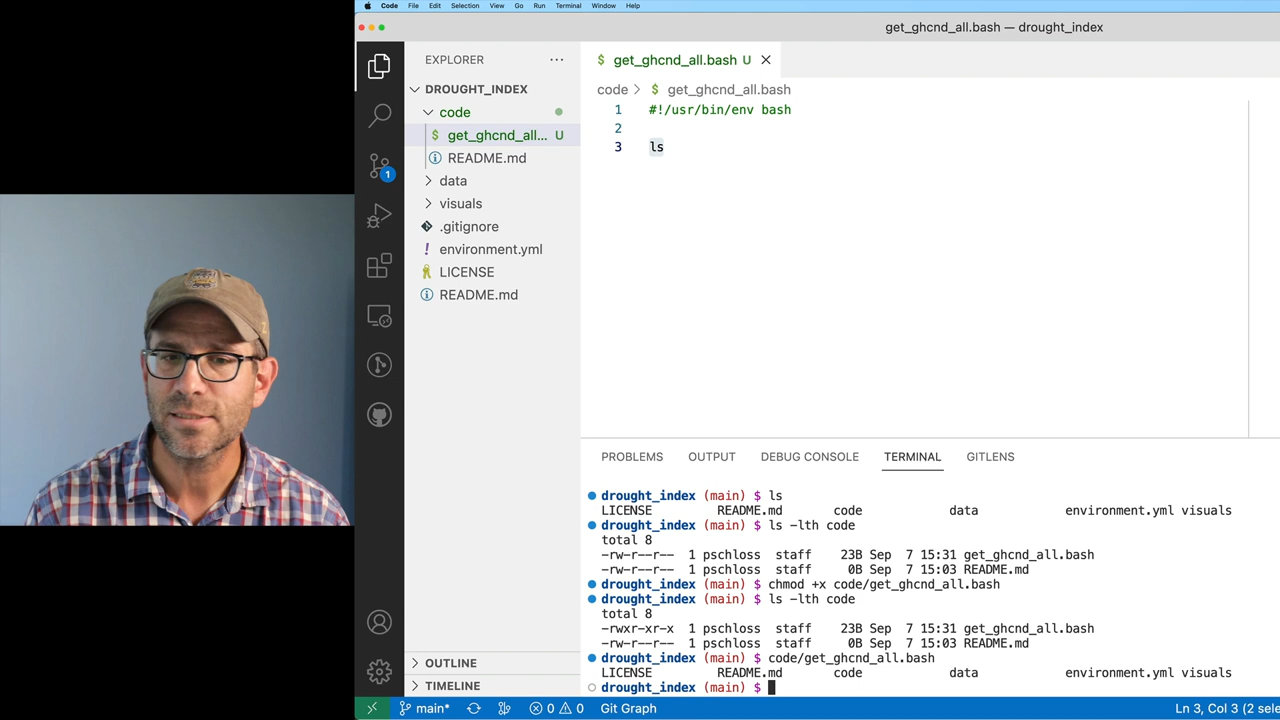 Code File Edit Selection View Go Run Terminal Window Help
get_ghcnd_all.bash — drought_index
EXPLORER ···
DROUGHT_INDEX
code
$ get_ghcnd_all... U
README.md
data
visuals
.gitignore
! environment.yml
LICENSE
README.md
OUTLINE
TIMELINE
1
$ get_ghcnd_all.bash U
code > $ get_ghcnd_all.bash
1 #!/usr/bin/env bash
2
3 ls
PROBLEMS OUTPUT DEBUG CONSOLE TERMINAL GITLENS
drought_index (main) $ ls
LICENSE README.md code data environment.yml visuals
drought_index (main) $ ls -lth code
total 8
-rw-r--r-- 1 pschloss staff 23B Sep 7 15:31 get_ghcnd_all.bash
-rw-r--r-- 1 pschloss staff 0B Sep 7 15:03 README.md
drought_index (main) $ chmod +x code/get_ghcnd_all.bash
drought_index (main) $ ls -lth code
total 8
-rwxr-xr-x 1 pschloss staff 23B Sep 7 15:31 get_ghcnd_all.bash
-rw-r--r-- 1 pschloss staff 0B Sep 7 15:03 README.md
drought_index (main) $ code/get_ghcnd_all.bash
LICENSE README.md code data environment.yml visuals
drought_index (main) $
main* 0 0 Git Graph Ln 3, Col 3 (2 sele